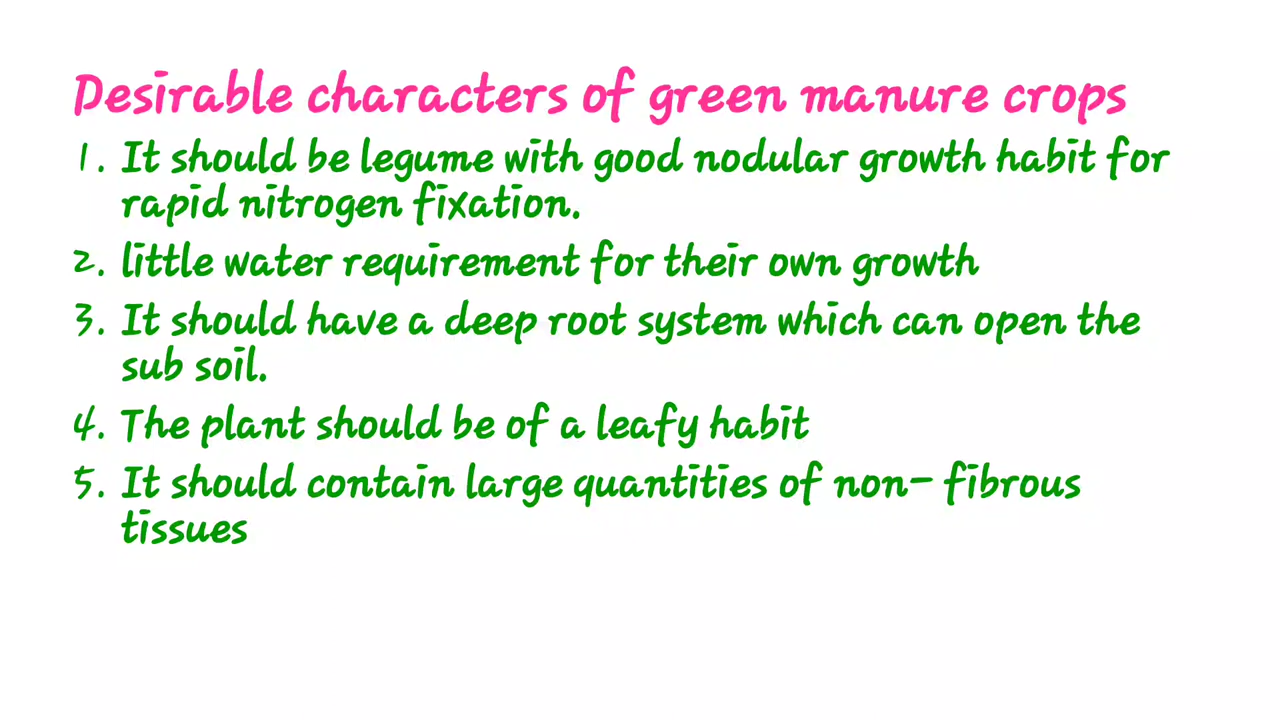 Desirable characters of green manure crops
1. It should be legume with good nodular growth habit for
rapid nitrogen fixation.
2. little water requirement for their own growth
3. It should have a deep root system which can open the
sub soil.
4. The plant should be of a leafy habit
5. It should contain large quantities of non- fibrous
tissues